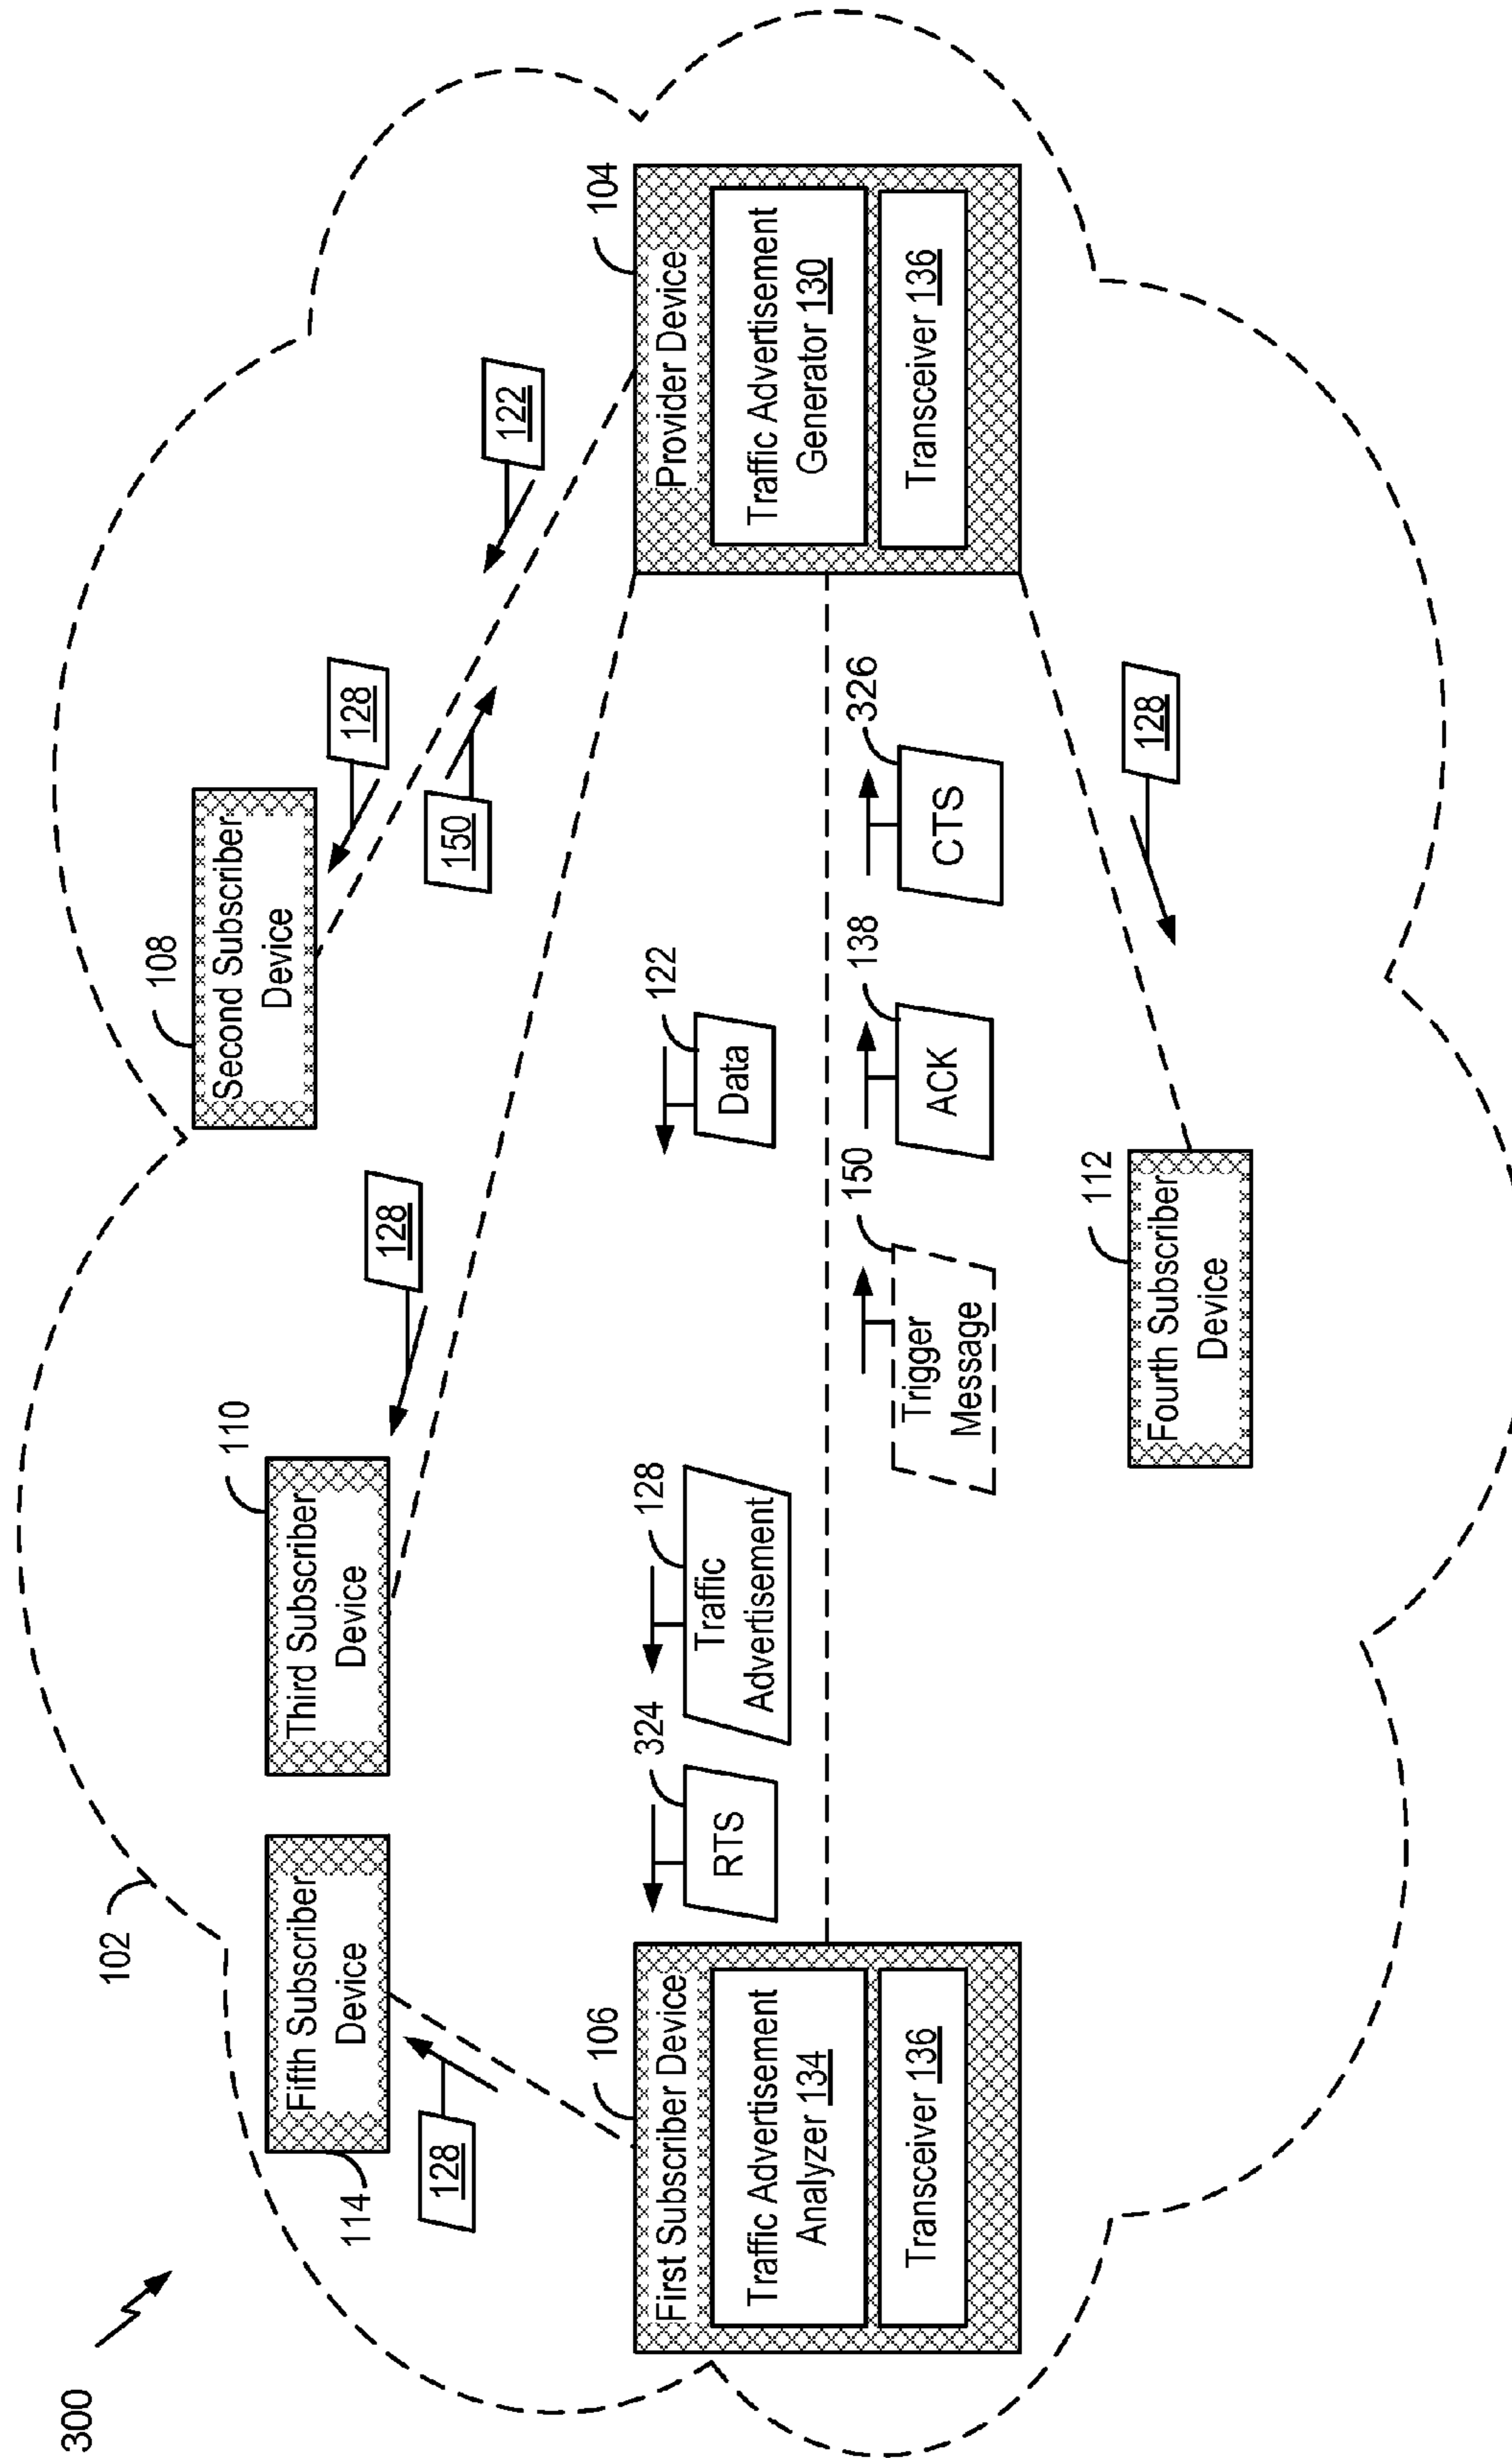 300
102
108
Second Subscriber
Device
128
122
150
114
Fifth Subscriber
Device
110
Third Subscriber
Device
128
128
106
First Subscriber Device
Traffic Advertisement
Analyzer 134
Transceiver 136
324
RTS
128
Traffic
Advertisement
122
Data
104
Provider Device
Traffic Advertisement
Generator 130
Transceiver 136
150
Trigger
Message
138
ACK
326
CTS
112
Fourth Subscriber
Device
128